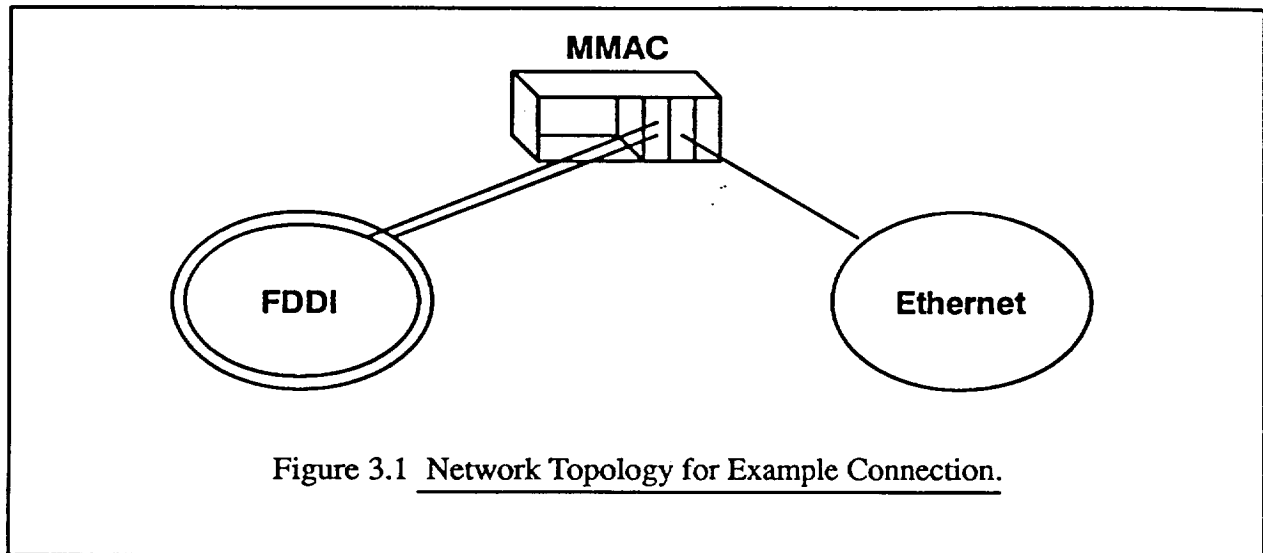 MMAC
FDDI
Ethernet
Figure 3.1 Network Topology for Example Connection.